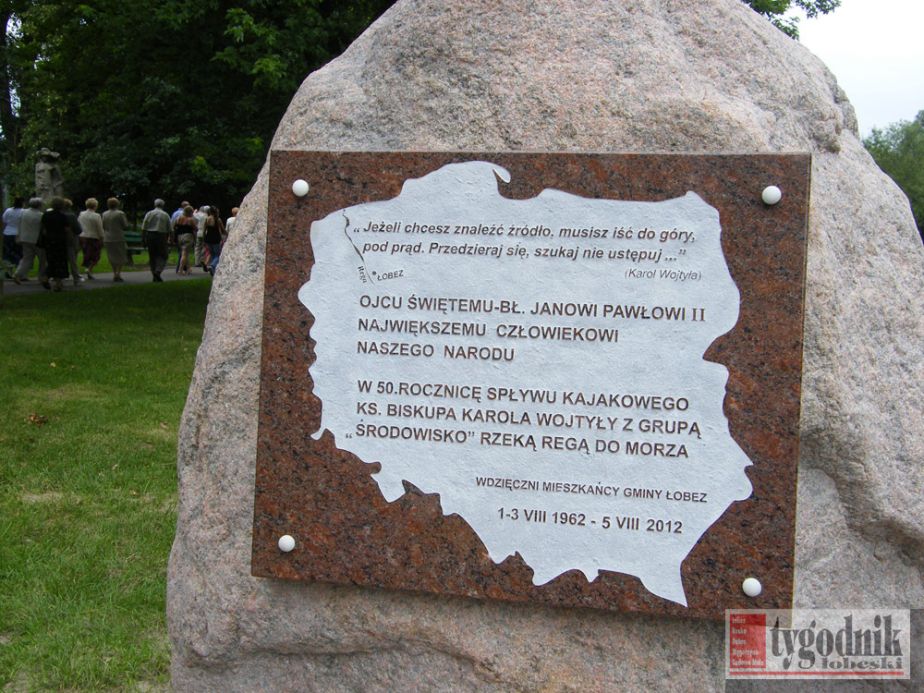 „Jeżeli chcesz znaleźć źródło, musisz iść do góry,
pod prąd. Przedzieraj się, szukaj nie ustępuj ..."
(Karol Wojtyła)
REGA
ŁOBEZ
OJCU ŚWIĘTEMU-BŁ. JANOWI PAWŁOWI II
NAJWIĘKSZEMU CZŁOWIEKOWI
NASZEGO NARODU
W 50.ROCZNICĘ SPŁYWU KAJAKOWEGO
KS. BISKUPA KAROLA WOJTYŁY Z GRUPĄ
„ŚRODOWISKO" RZEKĄ REGĄ DO MORZA
WDZIĘCZNI MIESZKAŃCY GMINY ŁOBEZ
1-3 VIII 1962 - 5 VIII 2012
tygodnik
łobeski